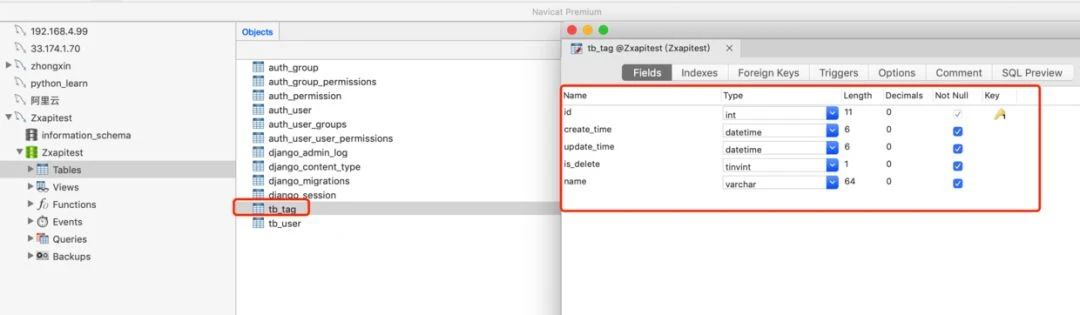 Navicat Premium
192.168.4.99
33.174.1.70
zhongxin
python_learn
阿里云
Zxapitest
information_schema
Zxapitest
Tables
Views
Functions
Events
Queries
Backups
Objects
auth_group
auth_group_permissions
auth_permission
auth_user
auth_user_groups
auth_user_user_permissions
django_admin_log
django_content_type
django_migrations
django_session
tb_tag
tb_user
tb_tag @Zxapitest (Zxapitest)
Fields Indexes Foreign Keys Triggers Options Comment SQL Preview
Name Type Length Decimals Not Null Key
id int 11 0
create_time datetime 6 0
update_time datetime 6 0
is_delete tinyint 1 0
name varchar 64 0